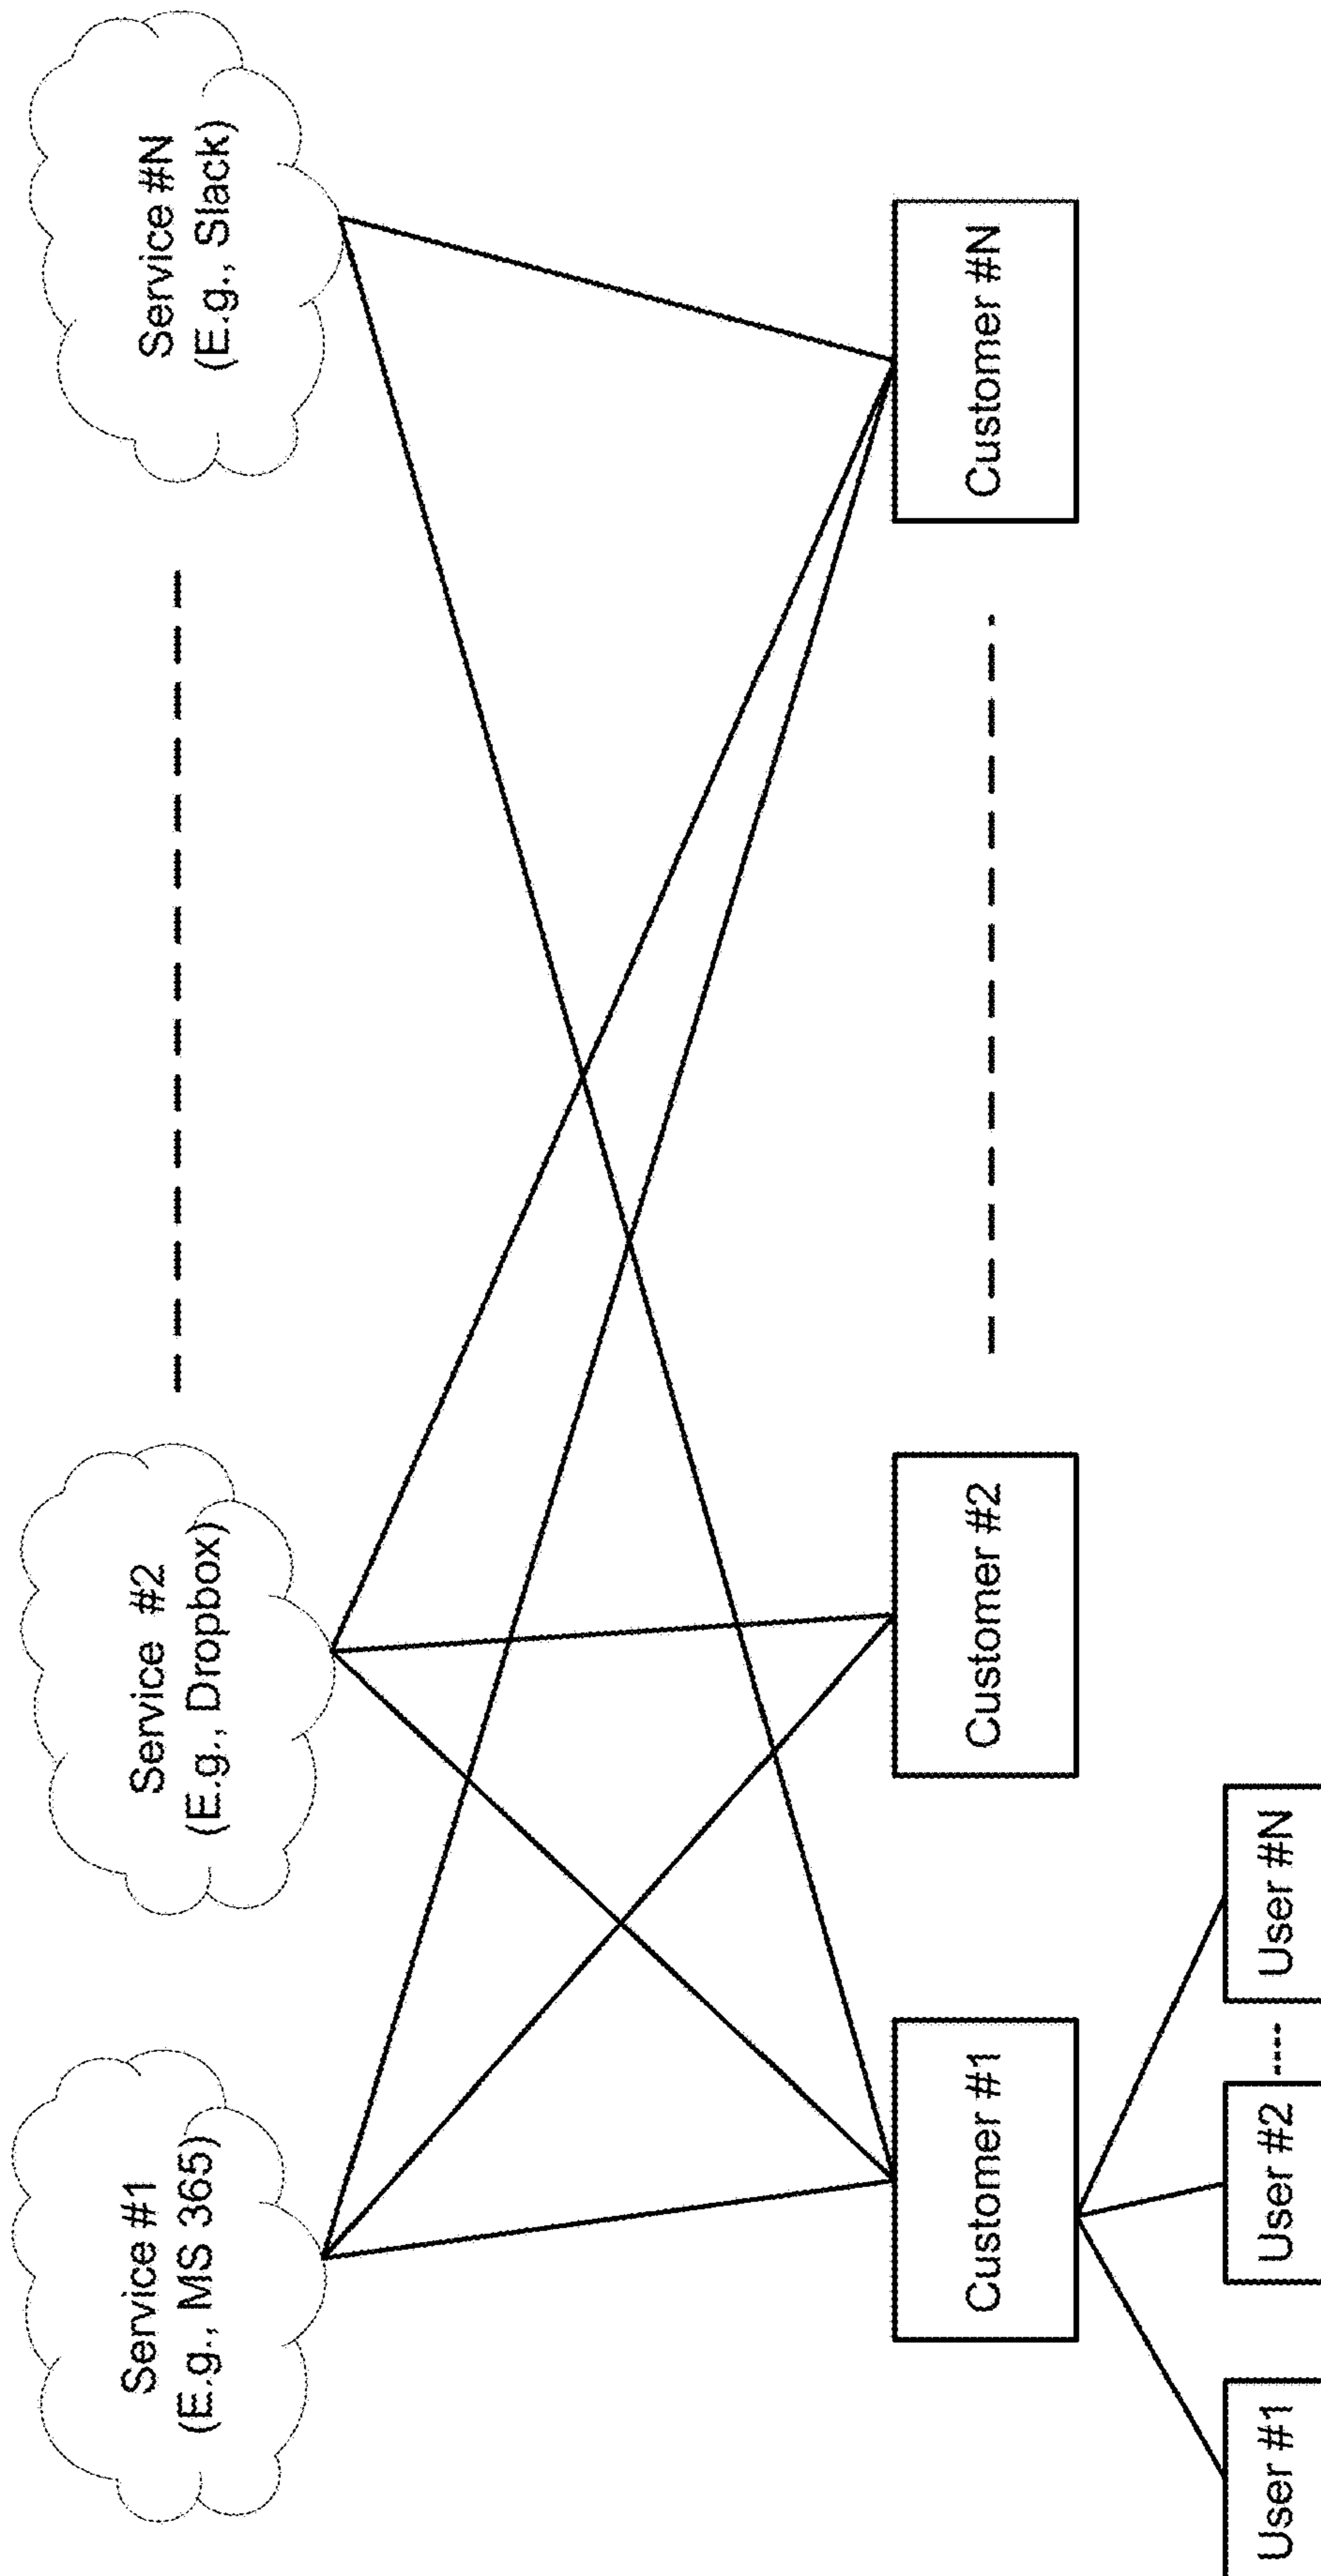 Service #1
(E.g., MS 365)
Service #2
(E.g., Dropbox)
Service #N
(E.g., Slack)
Customer #1
Customer #2
Customer #N
User #1
User #2
User #N